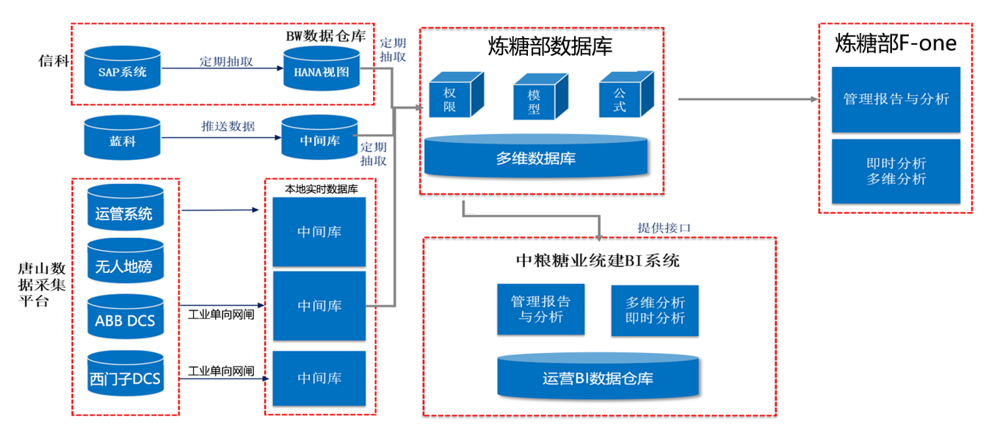 信科
BW数据仓库
SAP系统
定期抽取
HANA视图
定期
抽取
蓝科
推送数据
中间库
定期
抽取
唐山数
据采集
平台
运管系统
无人地磅
ABB DCS
西门子DCS
工业单向网闸
工业单向网闸
本地实时数据库
中间库
中间库
中间库
炼糖部数据库
权
限
模
型
公
式
多维数据库
提供接口
中粮糖业统建BI系统
管理报告
与分析
多维分析
即时分析
运营BI数据仓库
炼糖部F-one
管理报告与分析
即时分析
多维分析